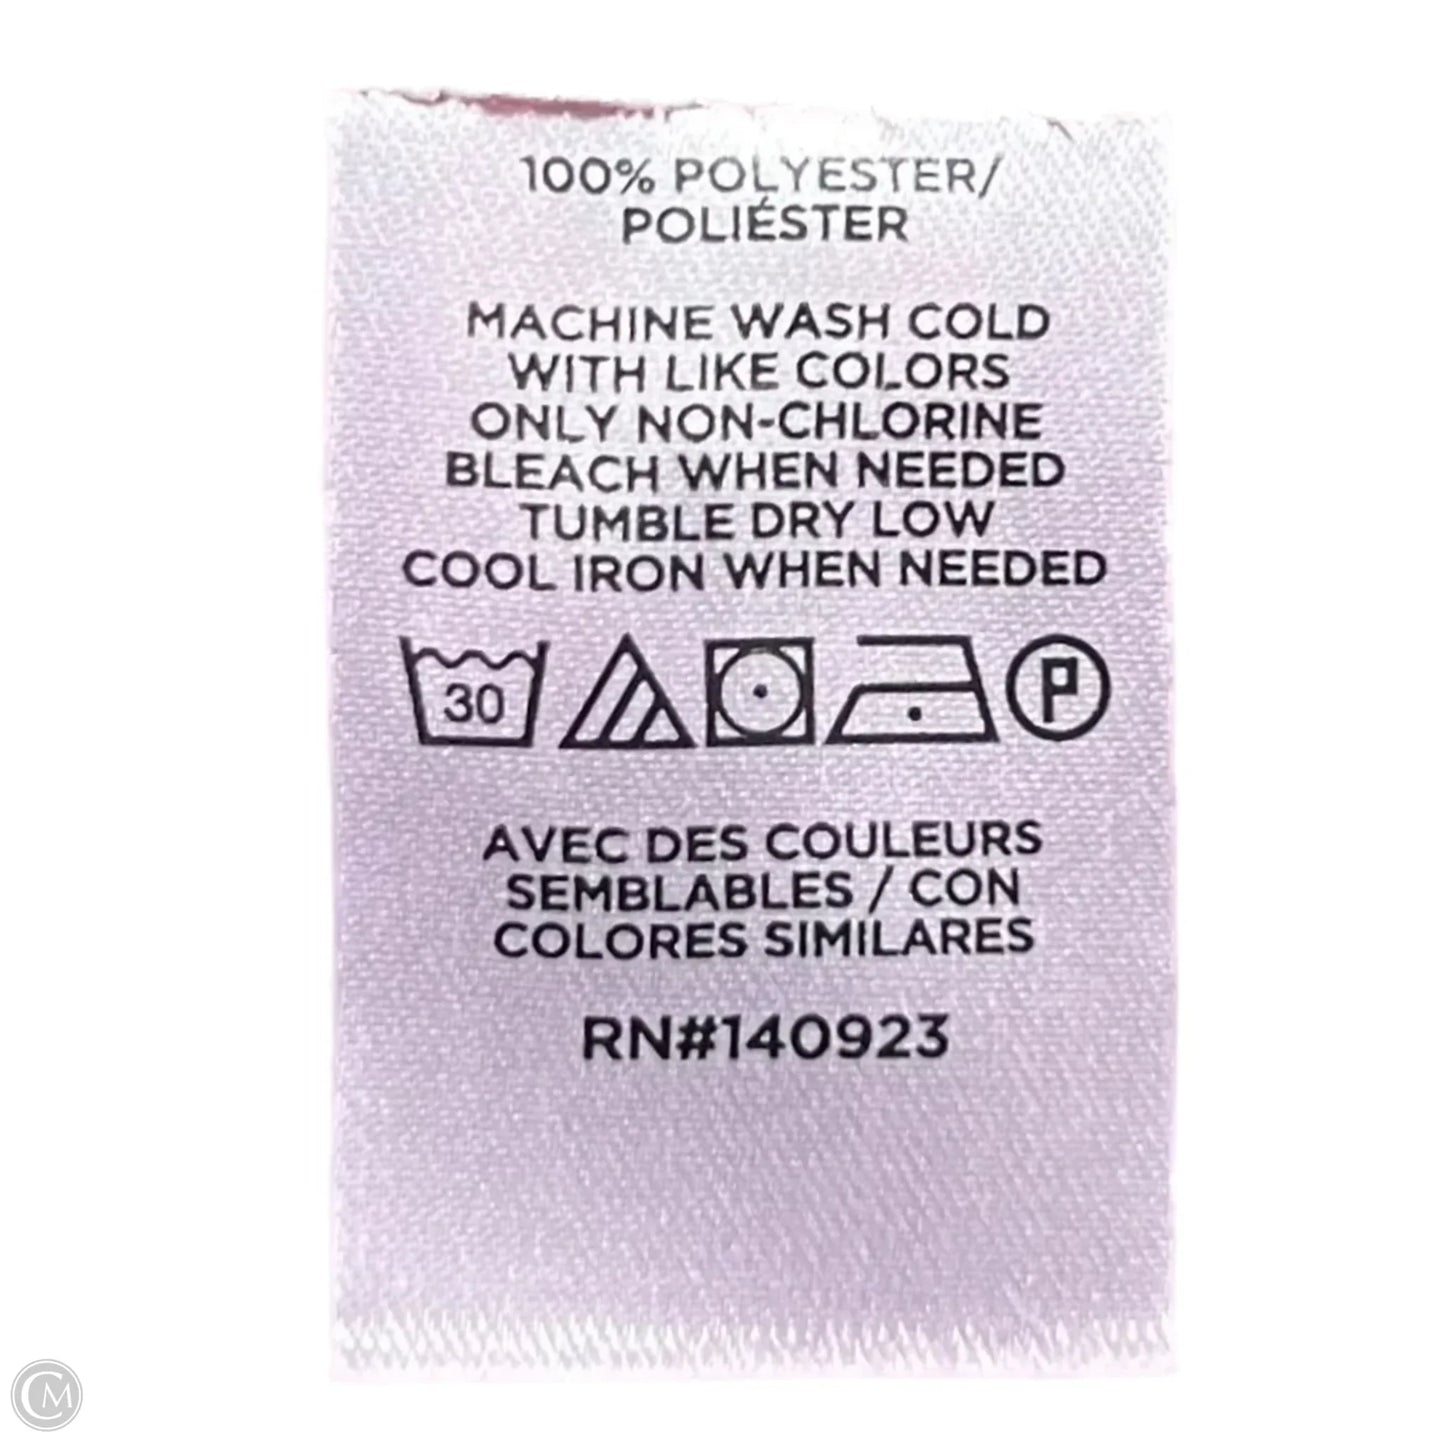 100% POLYESTER/
POLIÉSTER
MACHINE WASH COLD
WITH LIKE COLORS
ONLY NON-CHLORINE
BLEACH WHEN NEEDED
TUMBLE DRY LOW
COOL IRON WHEN NEEDED
30 P
AVEC DES COULEURS
SEMBLABLES / CON
COLORES SIMILARES
RN#140923
CM